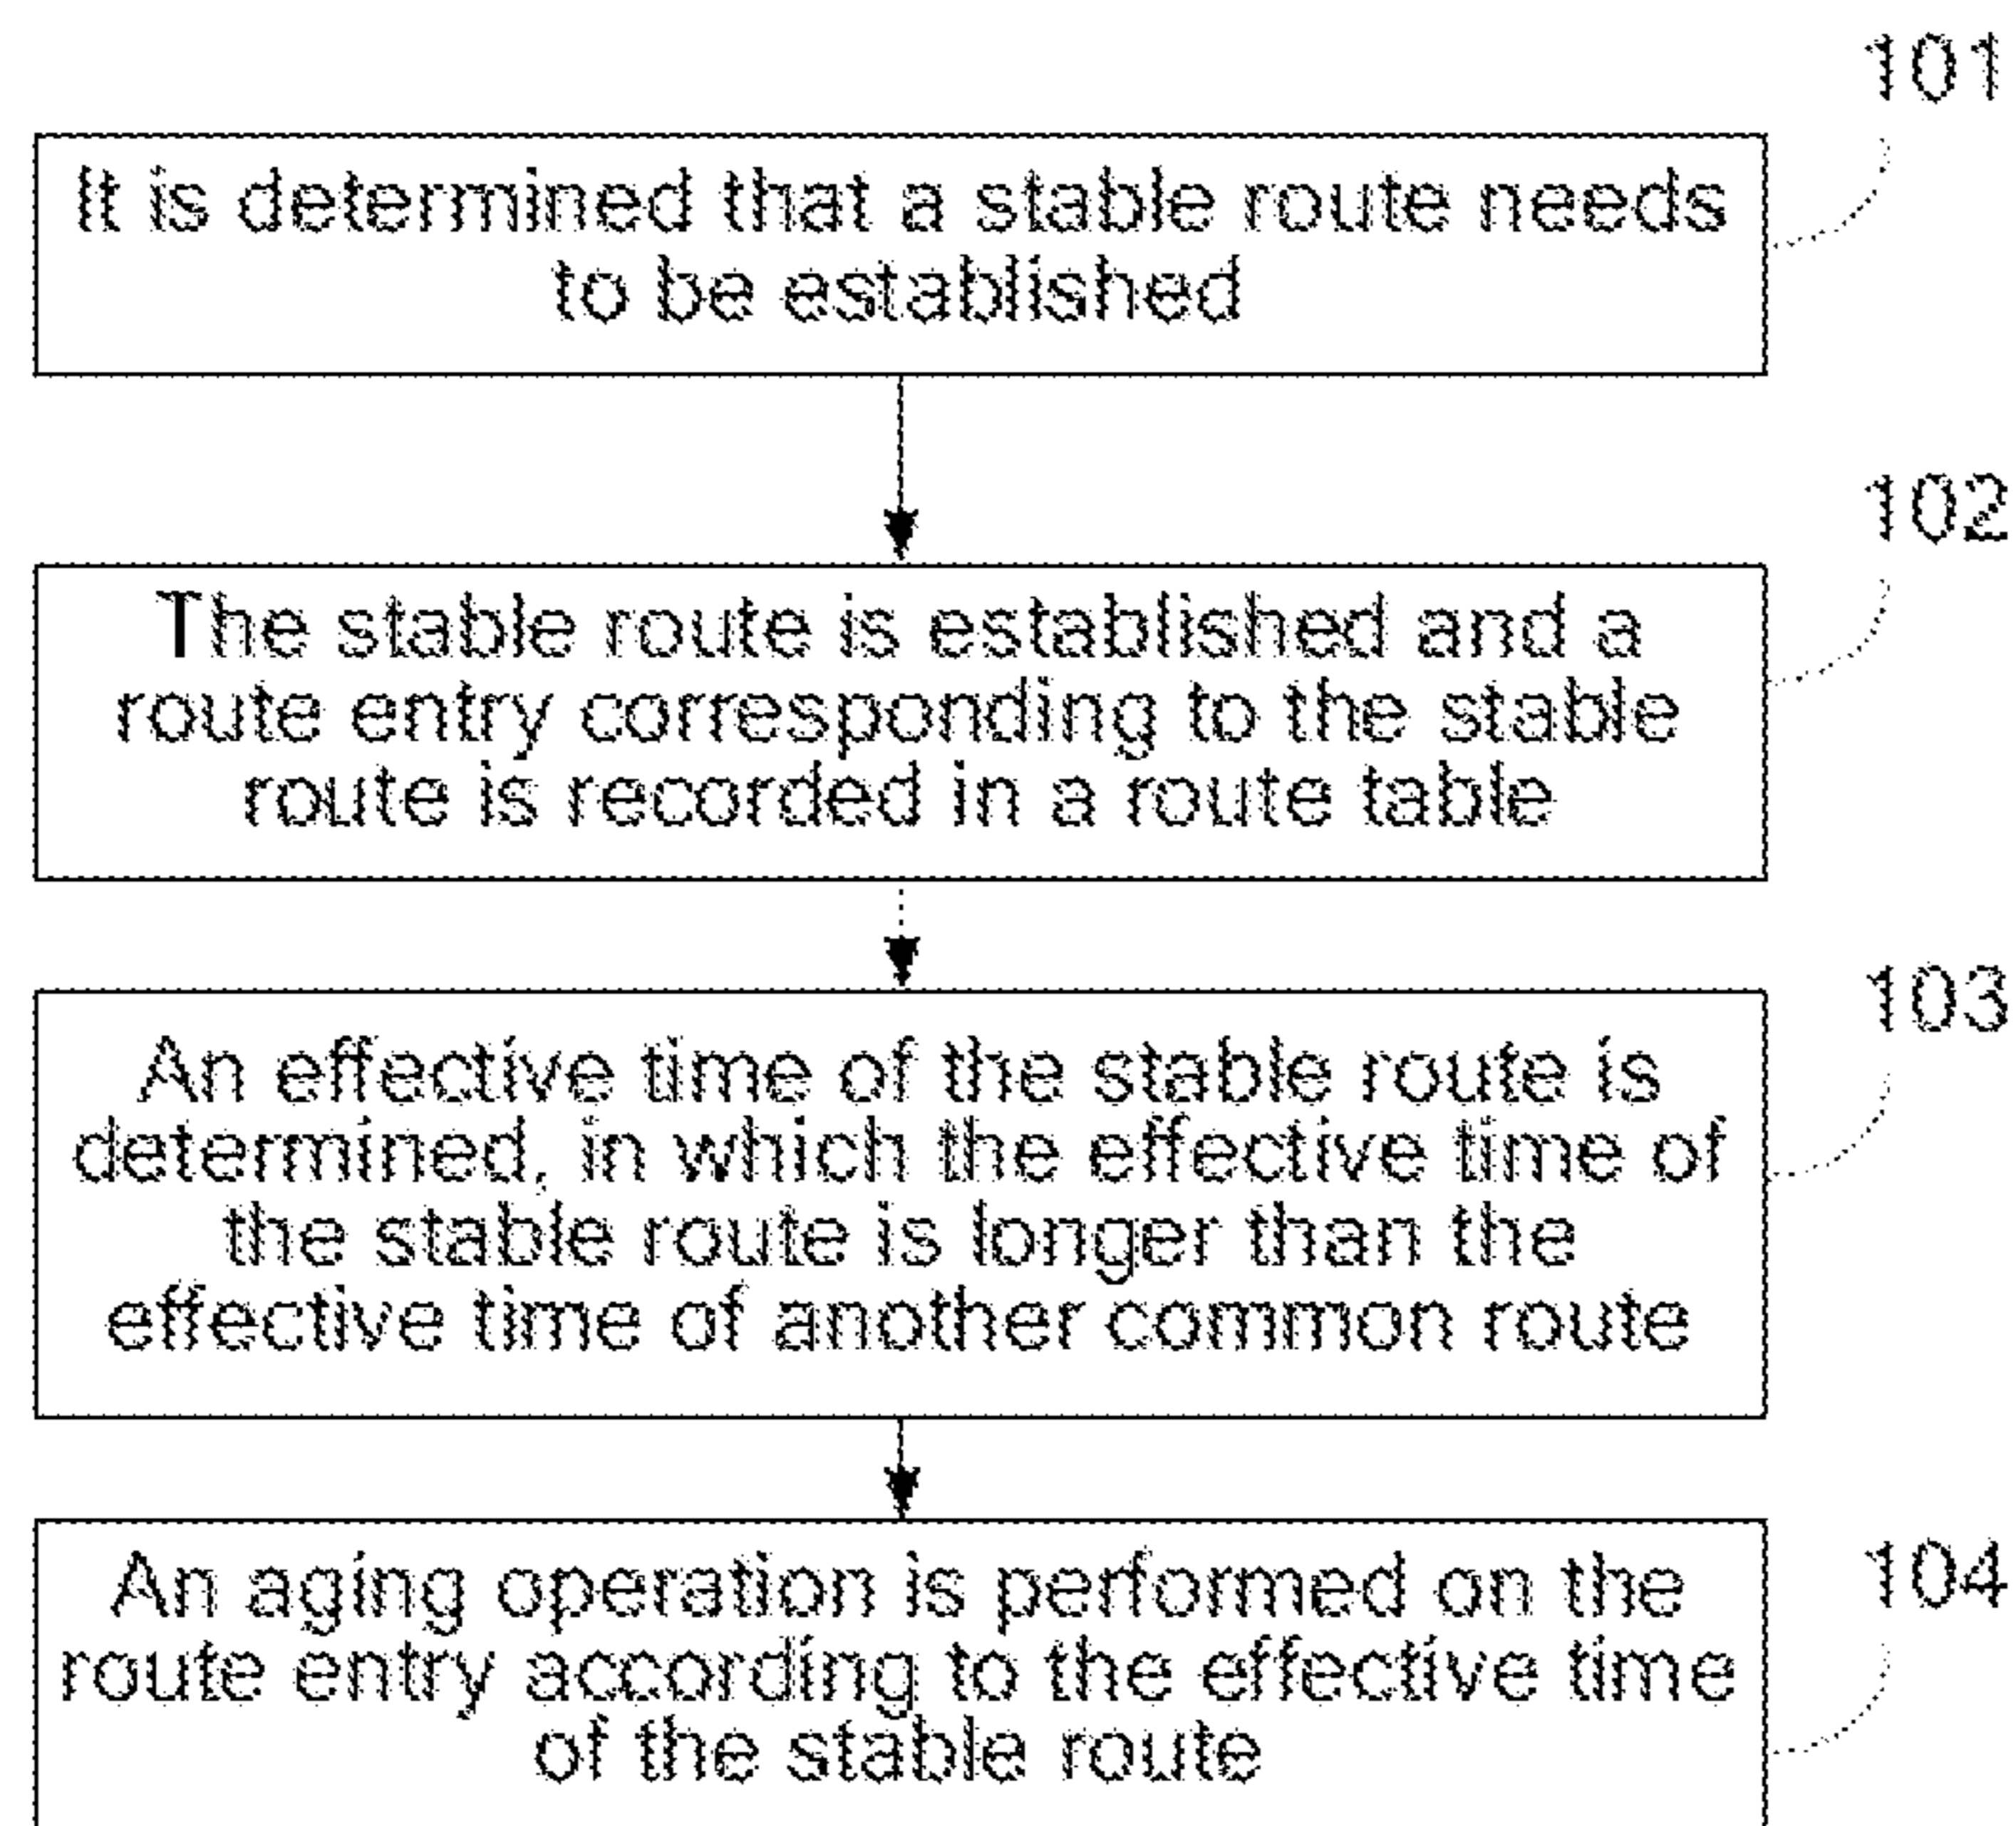 101
It is determined that a stable route needs
to be established
102
The stable route is established and a
route entry corresponding to the stable
route is recorded in a route table
103
An effective time of the stable route is
determined, in which the effective time of
the stable route is longer than the
effective time of another common route
104
An aging operation is performed on the
route entry according to the effective time
of the stable route